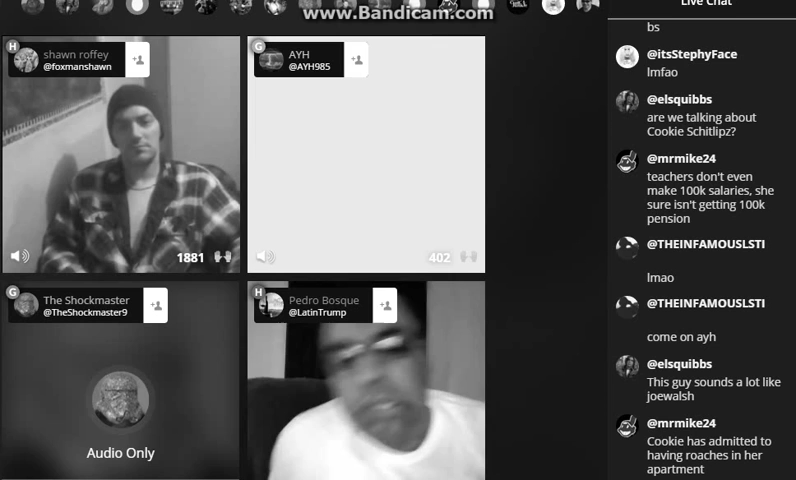 www.Bandicam.com
Live Chat
H
shawn roffey
@foxmanshawn
1881
G
AYH
@AYH985
402
G
The Shockmaster
@TheShockmaster9
Audio Only
H
Pedro Bosque
@LatinTrump
bs
@itsStephyFace
lmfao
@elsquibbs
are we talking about
Cookie Schitlipz?
@mrmike24
teachers don't even
make 100k salaries, she
sure isn't getting 100k
pension
@THEINFAMOUSLSTI
lmao
@THEINFAMOUSLSTI
come on ayh
@elsquibbs
This guy sounds a lot like
joewalsh
@mrmike24
Cookie has admitted to
having roaches in her
apartment